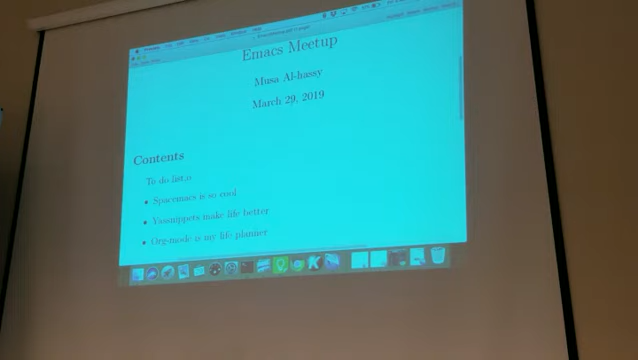 Emacs Meetup
Musa Al-hassy
March 29, 2019
Contents
To do list,o
• Spacemacs is so cool
• Yasnippets make life better
• Org-mode is my life planner